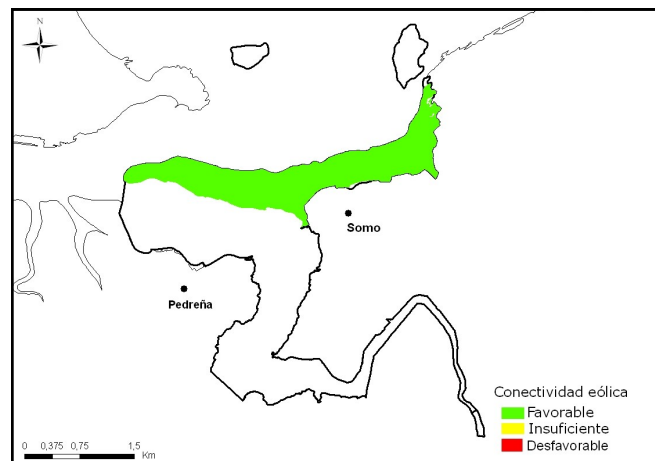 N
Somo
Pedreña
Conectividad eólica
Favorable
Insuficiente
Desfavorable
0 0,375 0,75 1,5
Km